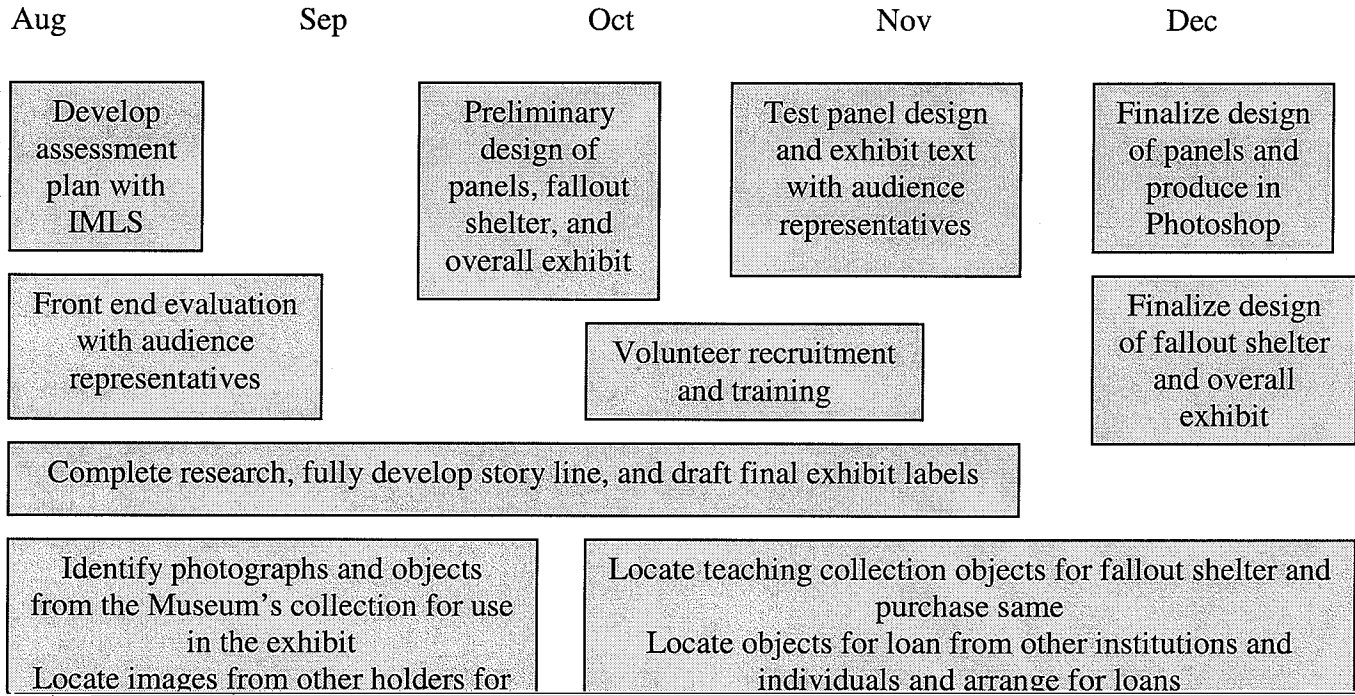 Aug Sep Oct Nov Dec
Develop
assessment
plan with
IMLS
Preliminary
design of
panels, fallout
shelter, and
overall exhibit
Test panel design
and exhibit text
with audience
representatives
Finalize design
of panels and
produce in
Photoshop
Front end evaluation
with audience
representatives
Volunteer recruitment
and training
Finalize design
of fallout shelter
and overall
exhibit
Complete research, fully develop story line, and draft final exhibit labels
Identify photographs and objects
from the Museum's collection for use
in the exhibit
Locate images from other holders for
Locate teaching collection objects for fallout shelter and
purchase same
Locate objects for loan from other institutions and
individuals and arrange for loans